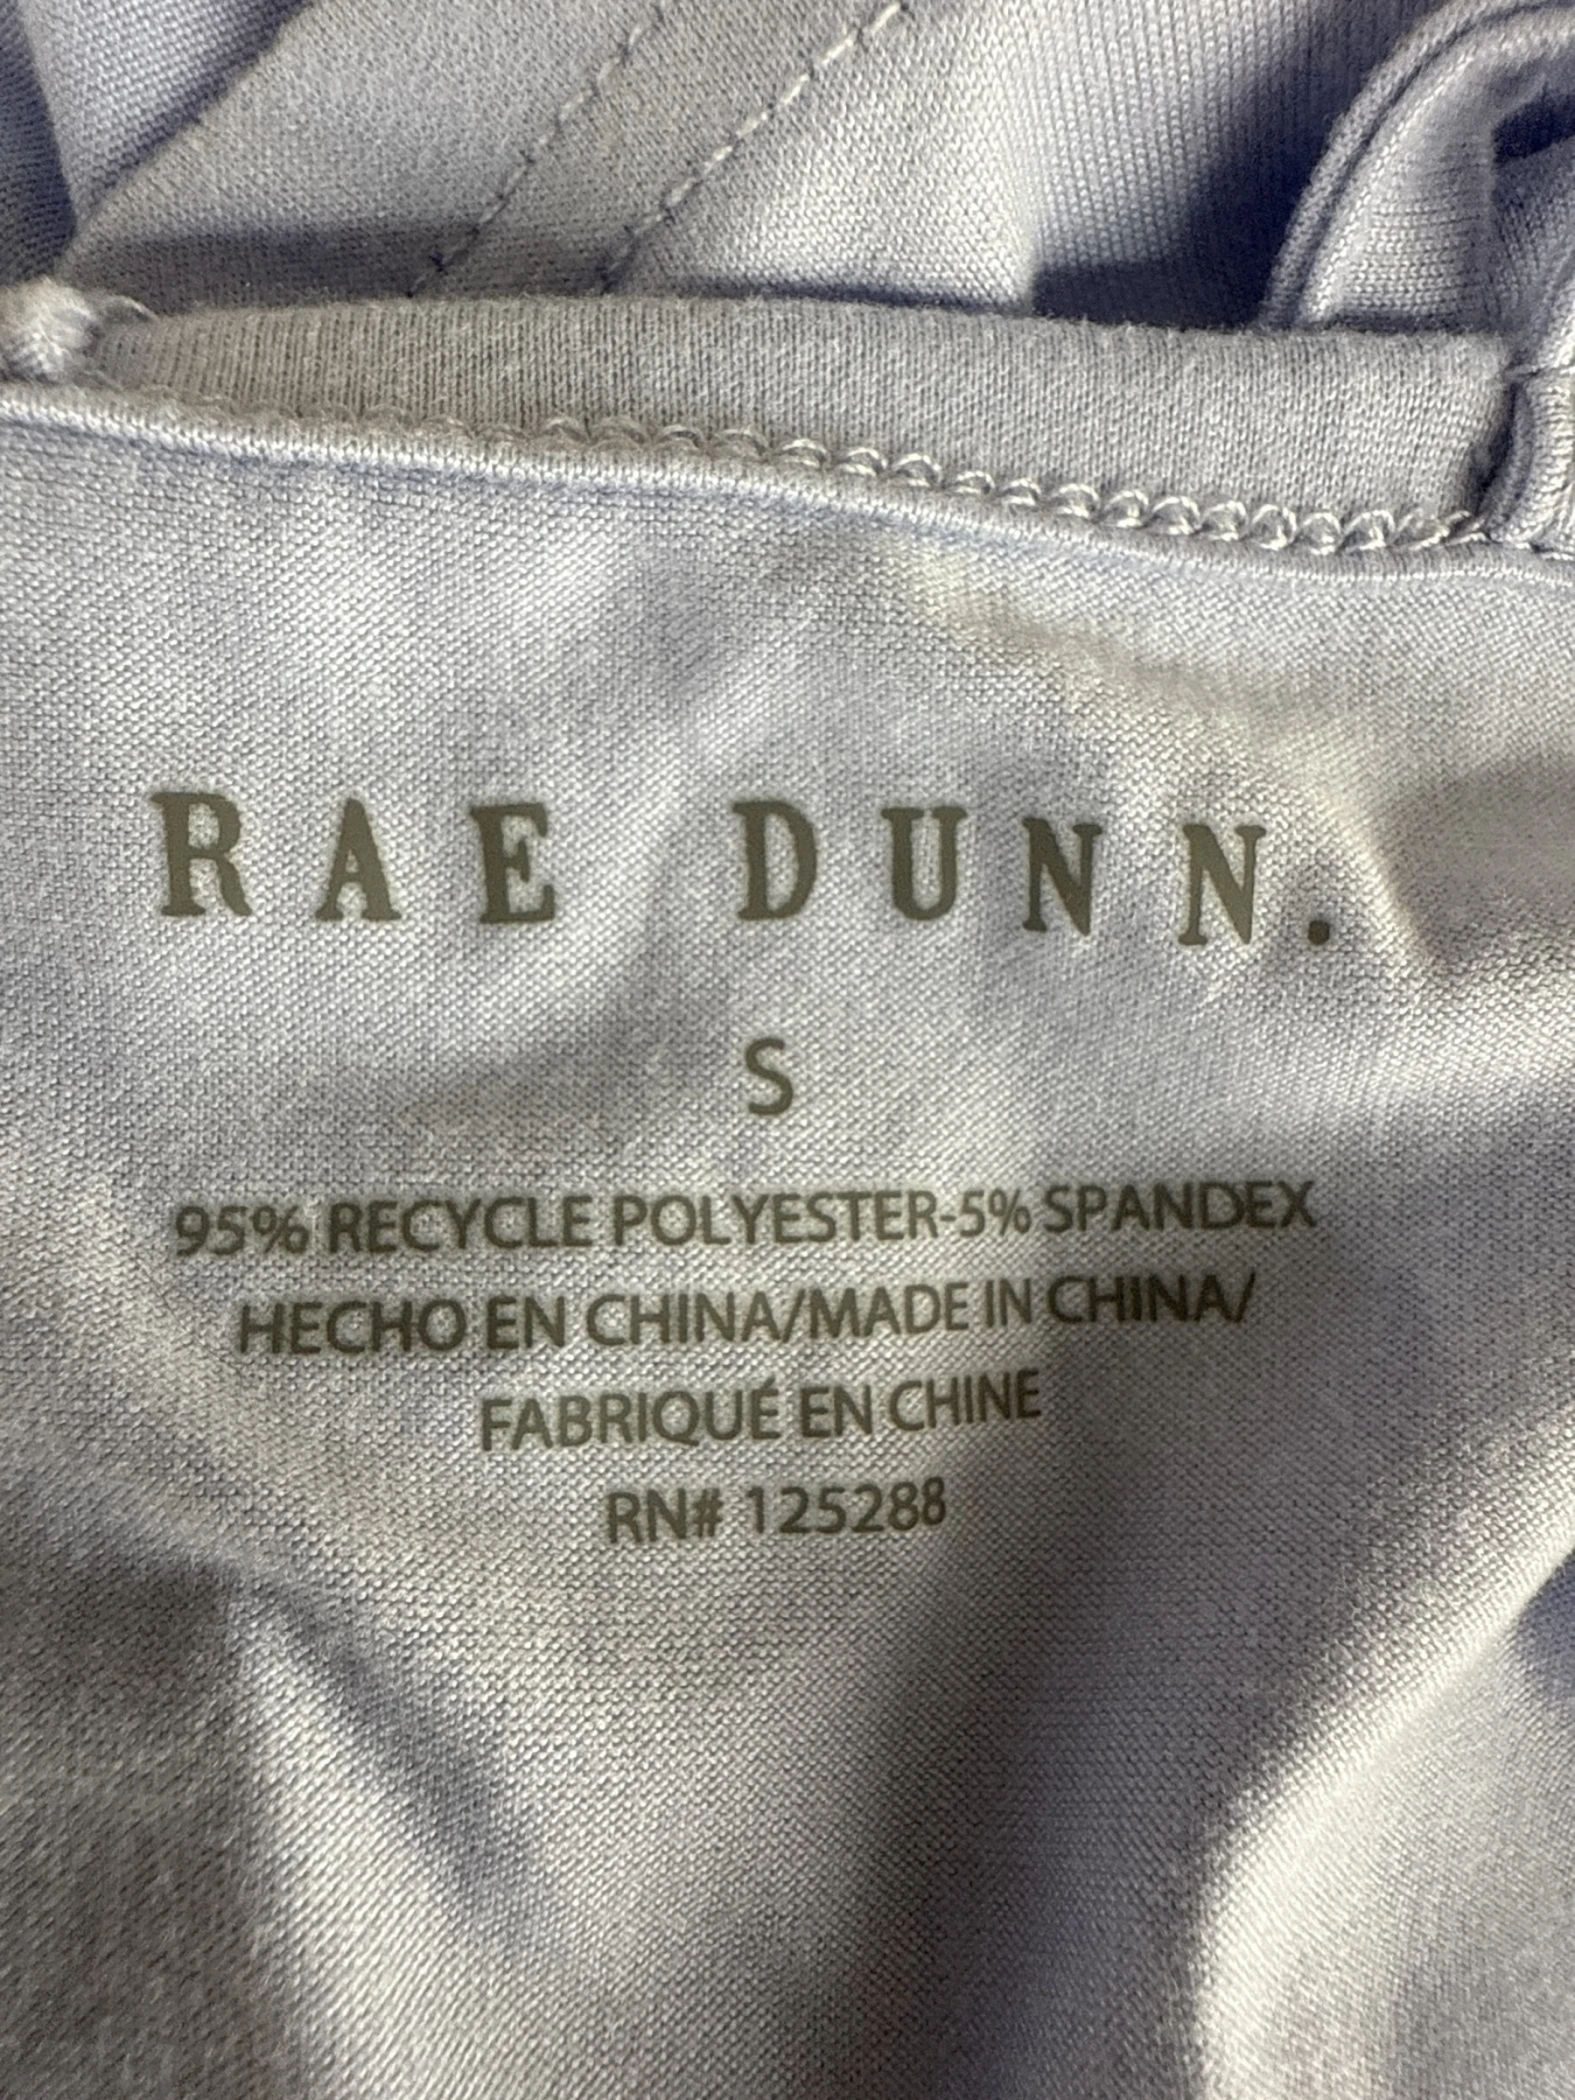 RAE DUNN.
S
95% RECYCLE POLYESTER-5% SPANDEX
HECHO EN CHINA/MADE IN CHINA/
FABRIQUÉ EN CHINE
RN# 125288